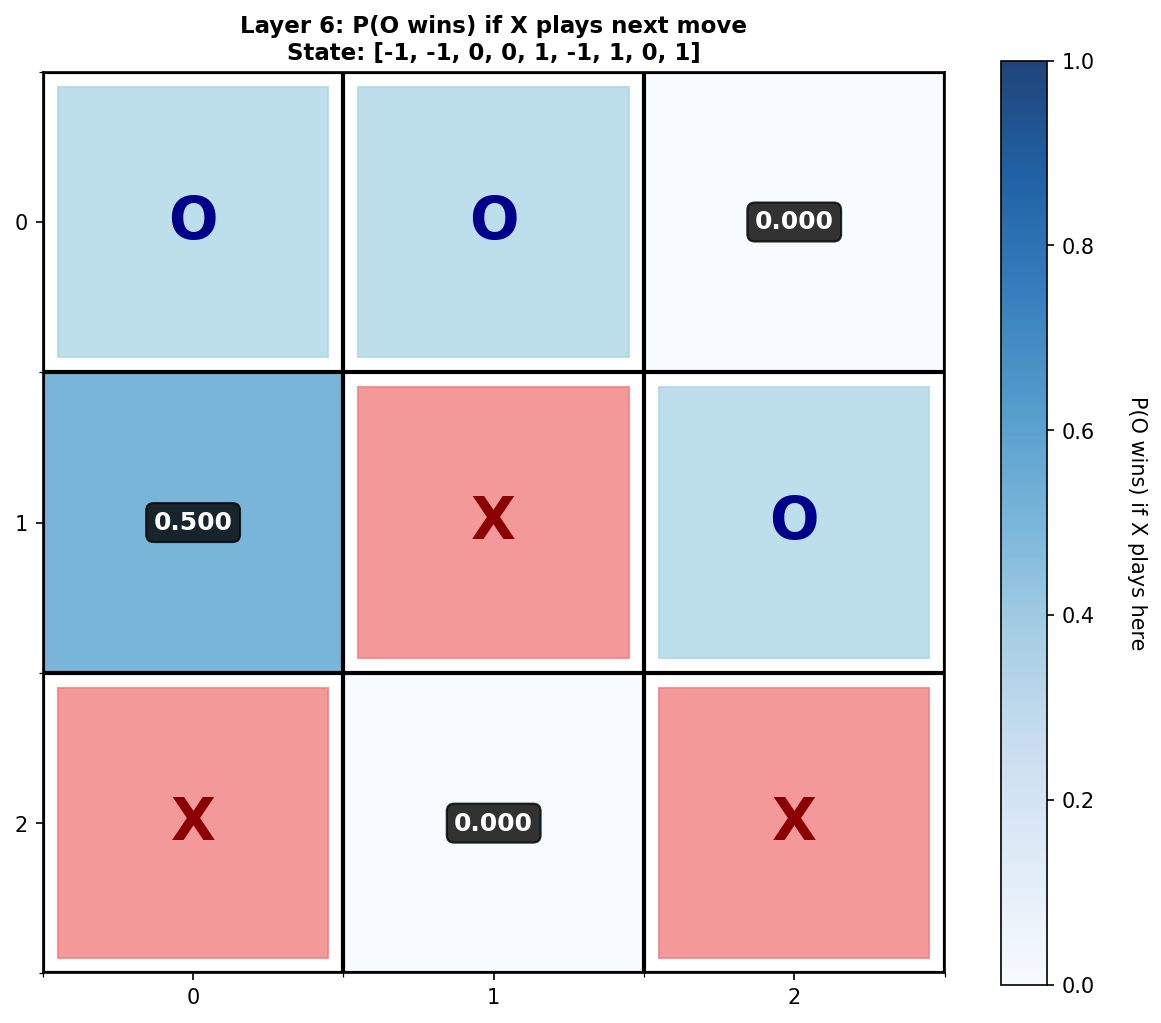 Layer 6: P(O wins) if X plays next move
State: [-1, -1, 0, 0, 1, -1, 1, 0, 1]
O
O
0.000
0.500
X
O
X
0.000
X
0
1
2
0
1
2
1.0
0.8
0.6
0.4
0.2
0.0
P(O wins) if X plays here